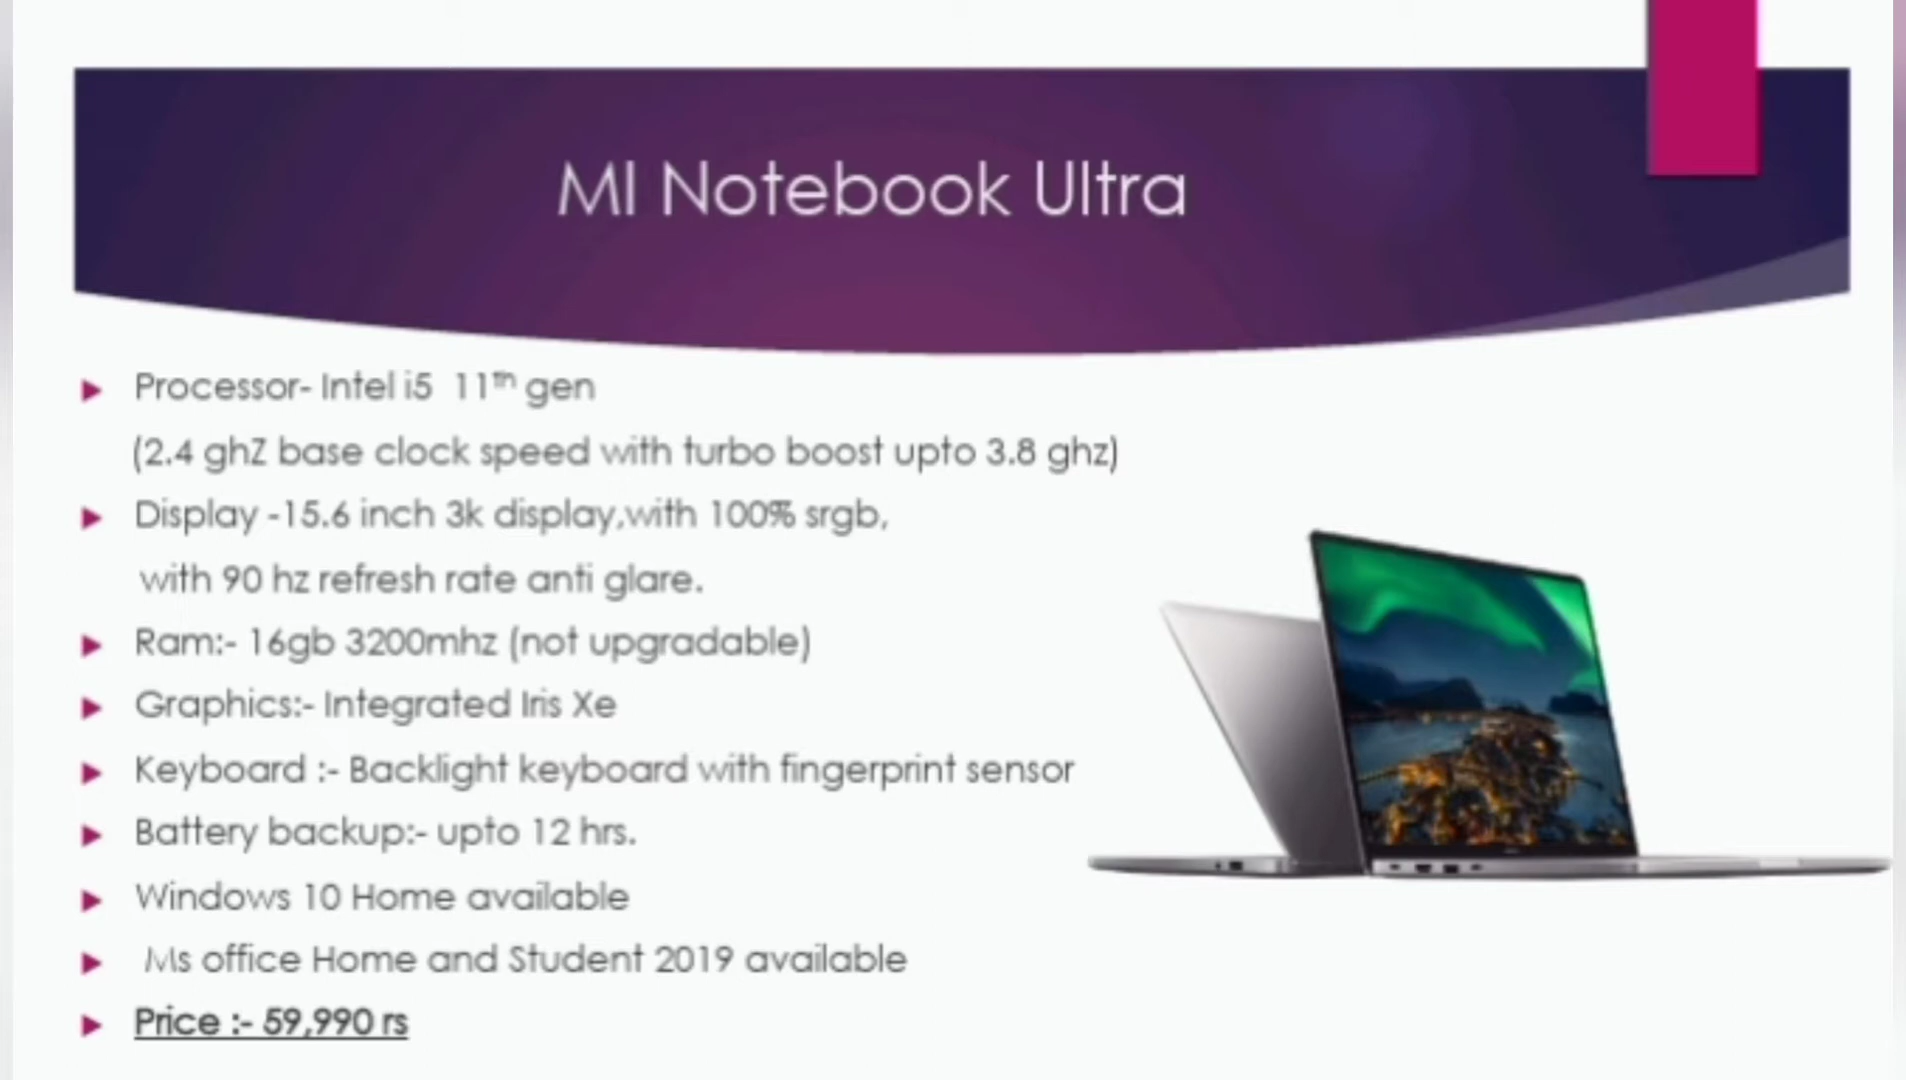 MI Notebook Ultra
Processor- Intel i5 11th gen
(2.4 ghZ base clock speed with turbo boost upto 3.8 ghz)
Display -15.6 inch 3k display,with 100% srgb,
with 90 hz refresh rate anti glare.
Ram:- 16gb 3200mhz (not upgradable)
Graphics:- Integrated Iris Xe
Keyboard :- Backlight keyboard with fingerprint sensor
Battery backup:- upto 12 hrs.
Windows 10 Home available
Ms office Home and Student 2019 available
Price :- 59,990 rs